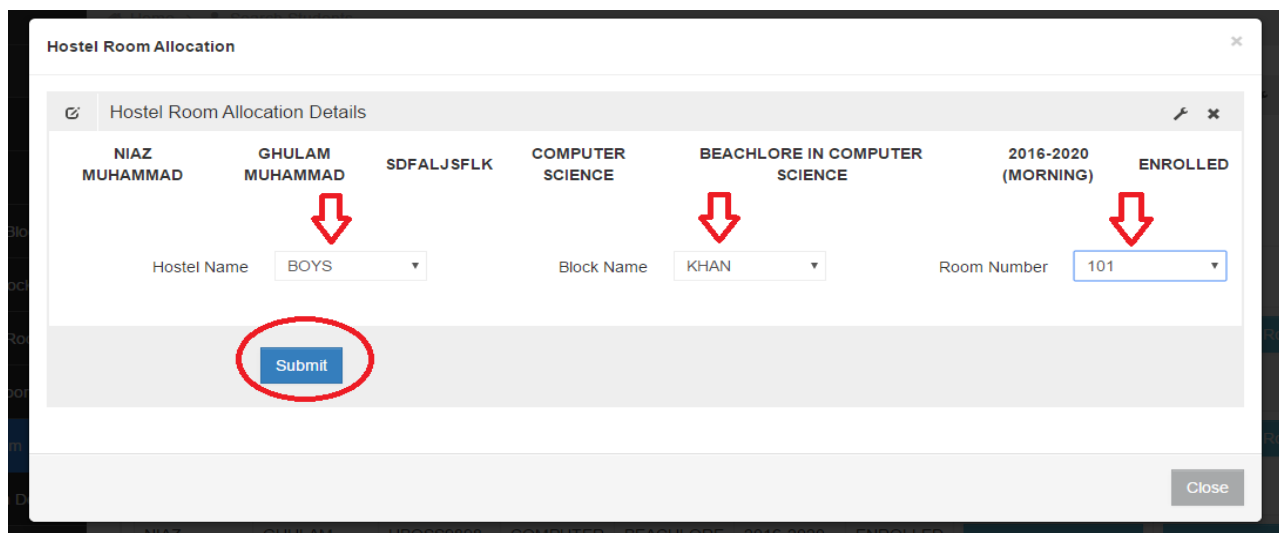 Hostel Room Allocation ×
Hostel Room Allocation Details
NIAZ MUHAMMAD GHULAM MUHAMMAD SDFALJSFLK COMPUTER SCIENCE BEACHLORE IN COMPUTER SCIENCE 2016-2020 (MORNING) ENROLLED
Hostel Name BOYS Block Name KHAN Room Number 101
Submit
Close